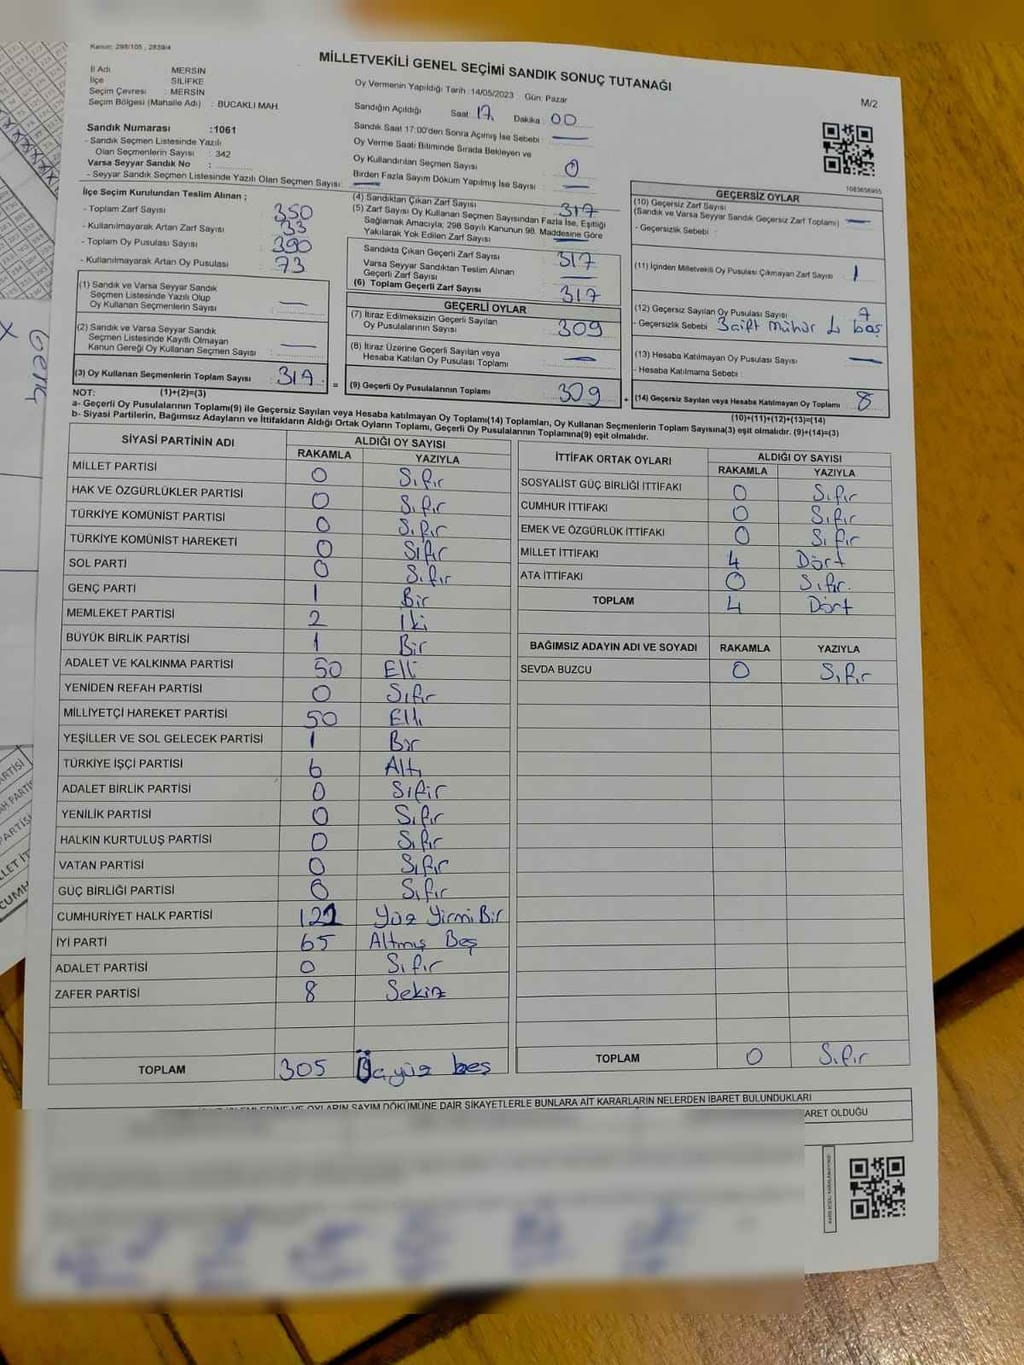 Kanun: 298/105 , 2839/4
MİLLETVEKİLİ GENEL SEÇİMİ SANDIK SONUÇ TUTANAĞI
M/2
İl Adı MERSİN
İlçe SİLİFKE
Seçim Çevresi : MERSİN
Seçim Bölgesi (Mahalle Adı) : BUCAKLI MAH.
Sandık Numarası :1061
- Sandık Seçmen Listesinde Yazılı
Olan Seçmenlerin Sayısı : 342
Varsa Seyyar Sandık No :
- Seyyar Sandık Seçmen Listesinde Yazılı Olan Seçmen Sayısı:
Oy Vermenin Yapıldığı Tarih :14/05/2023 Gün: Pazar
Sandığın Açıldığı Saat 17 Dakika 00
Sandık Saat 17:00'den Sonra Açılmış İse Sebebi :
Oy Verme Saati Bitiminde Sırada Bekleyen ve
Oy Kullandırılan Seçmen Sayısı 0
Birden Fazla Sayım Döküm Yapılmış İse Sayısı :
İlçe Seçim Kurulundan Teslim Alınan ;
- Toplam Zarf Sayısı 350
- Kullanılmayarak Artan Zarf Sayısı : 33
- Toplam Oy Pusulası Sayısı : 390
- Kullanılmayarak Artan Oy Pusulası : 73
(1) Sandık ve Varsa Seyyar Sandık
Seçmen Listesinde Yazılı Olup
Oy Kullanan Seçmenlerin Sayısı :
(2) Sandık ve Varsa Seyyar Sandık
Seçmen Listesinde Kayıtlı Olmayan
Kanun Gereği Oy Kullanan Seçmen Sayısı :
(3) Oy Kullanan Seçmenlerin Toplam Sayısı 317 =
(1)+(2)=(3)
(4) Sandıktan Çıkan Zarf Sayısı : 317
(5) Zarf Sayısı Oy Kullanan Seçmen Sayısından Fazla İse, Eşitliği
Sağlamak Amacıyla; 298 Sayılı Kanunun 98. Maddesine Göre
Yakılarak Yok Edilen Zarf Sayısı
Sandıkta Çıkan Geçerli Zarf Sayısı 317
Varsa Seyyar Sandıktan Teslim Alınan
Geçerli Zarf Sayısı
(6) Toplam Geçerli Zarf Sayısı : 317
GEÇERLİ OYLAR
(7) İtiraz Edilmeksizin Geçerli Sayılan
Oy Pusulalarının Sayısı 309
(8) İtiraz Üzerine Geçerli Sayılan veya
Hesaba Katılan Oy Pusulası Toplamı
(9) Geçerli Oy Pusulalarının Toplamı 309 +
GEÇERSİZ OYLAR
1083656955
(10) Geçersiz Zarf Sayısı
(Sandık ve Varsa Seyyar Sandık Geçersiz Zarf Toplamı)
- Geçersizlik Sebebi :
(11) İçinden Milletvekili Oy Pusulası Çıkmayan Zarf Sayısı 1
(12) Geçersiz Sayılan Oy Pusulası Sayısı 7
- Geçersizlik Sebebi 3 çift mühür 4 boş
(13) Hesaba Katılmayan Oy Pusulası Sayısı
- Hesaba Katılmama Sebebi :
(14) Geçersiz Sayılan veya Hesaba Katılmayan Oy Toplamı 8
(10)+(11)+(12)+(13)=(14)
NOT:
a- Geçerli Oy Pusulalarının Toplamı(9) ile Geçersiz Sayılan veya Hesaba katılmayan Oy Toplamı(14) Toplamları, Oy Kullanan Seçmenlerin Toplam Sayısına(3) eşit olmalıdır. (9)+(14)=(3)
b- Siyasi Partilerin, Bağımsız Adayların ve İttifakların Aldığı Ortak Oyların Toplamı, Geçerli Oy Pusulalarının Toplamına(9) eşit olmalıdır.
SİYASİ PARTİNİN ADI ALDIĞI OY SAYISI
RAKAMLA YAZIYLA
MİLLET PARTİSİ 0 Sıfır
HAK VE ÖZGÜRLÜKLER PARTİSİ 0 Sıfır
TÜRKİYE KOMÜNİST PARTİSİ 0 Sıfır
TÜRKİYE KOMÜNİST HAREKETİ 0 Sıfır
SOL PARTİ 0 Sıfır
GENÇ PARTİ 1 Bir
MEMLEKET PARTİSİ 2 İki
BÜYÜK BİRLİK PARTİSİ 1 Bir
ADALET VE KALKINMA PARTİSİ 50 Elli
YENİDEN REFAH PARTİSİ 0 Sıfır
MİLLİYETÇİ HAREKET PARTİSİ 50 Elli
YEŞİLLER VE SOL GELECEK PARTİSİ 1 Bir
TÜRKİYE İŞÇİ PARTİSİ 6 Altı
ADALET BİRLİK PARTİSİ 0 Sıfır
YENİLİK PARTİSİ 0 Sıfır
HALKIN KURTULUŞ PARTİSİ 0 Sıfır
VATAN PARTİSİ 0 Sıfır
GÜÇ BİRLİĞİ PARTİSİ 0 Sıfır
CUMHURİYET HALK PARTİSİ 121 Yüz Yirmi Bir
İYİ PARTİ 65 Altmış Beş
ADALET PARTİSİ 0 Sıfır
ZAFER PARTİSİ 8 Sekiz
TOPLAM 305 Üçyüz beş
İTTİFAK ORTAK OYLARI ALDIĞI OY SAYISI
RAKAMLA YAZIYLA
SOSYALİST GÜÇ BİRLİĞİ İTTİFAKI 0 Sıfır
CUMHUR İTTİFAKI 0 Sıfır
EMEK VE ÖZGÜRLÜK İTTİFAKI 0 Sıfır
MİLLET İTTİFAKI 4 Dört
ATA İTTİFAKI 0 Sıfır.
TOPLAM 4 Dört
BAĞIMSIZ ADAYIN ADI VE SOYADI RAKAMLA YAZIYLA
SEVDA BUZCU 0 Sıfır
TOPLAM 0 Sıfır
VE OYLARIN SAYIM DÖKÜMÜNE DAİR ŞİKAYETLERLE BUNLARA AİT KARARLARIN NELERDEN İBARET BULUNDUKLARI
ARET OLDUĞU